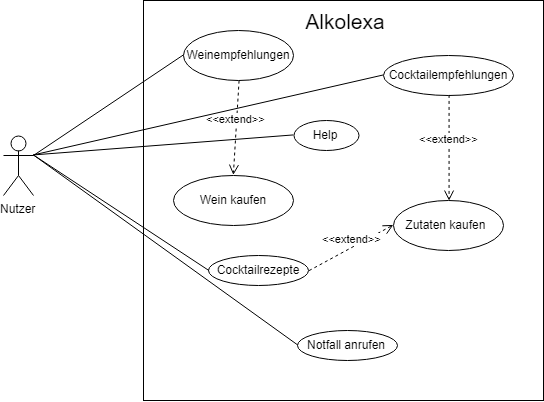 Alkolexa
Weinempfehlungen
Cocktailempfehlungen
<<extend>>
Help
<<extend>>
Nutzer
Wein kaufen
Zutaten kaufen
<<extend>>
Cocktailrezepte
Notfall anrufen